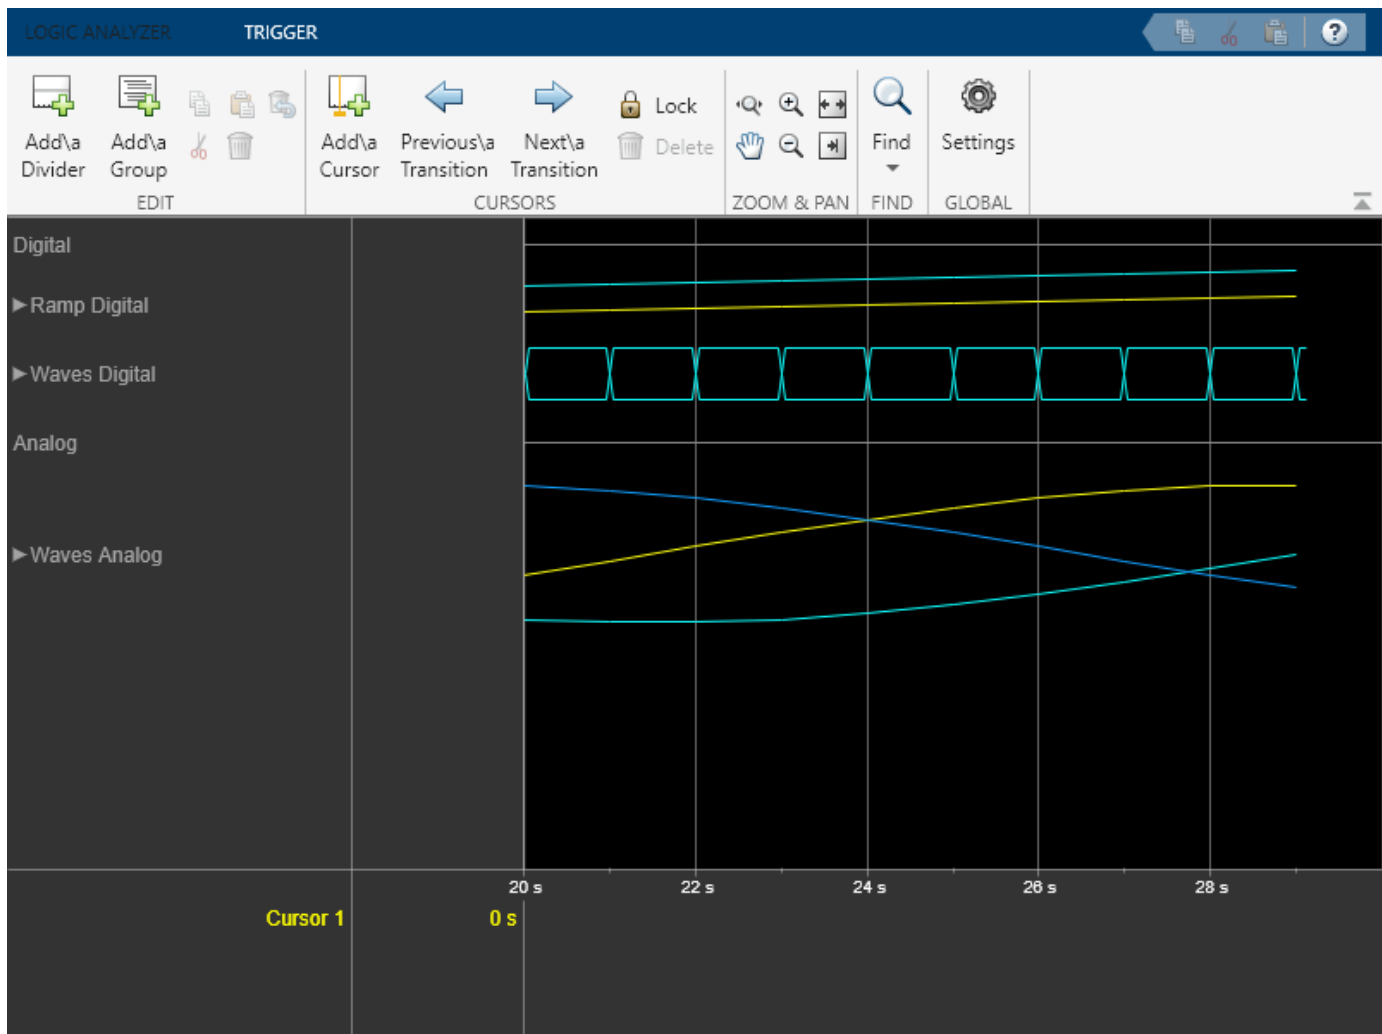 LOGIC ANALYZER TRIGGER
Add\a Divider
Add\a Group
EDIT
Add\a Cursor
Previous\a Transition
Next\a Transition
Lock
Delete
CURSORS
ZOOM & PAN
Find
FIND
Settings
GLOBAL
Digital
Ramp Digital
Waves Digital
Analog
Waves Analog
20 s 22 s 24 s 26 s 28 s
Cursor 1 0 s